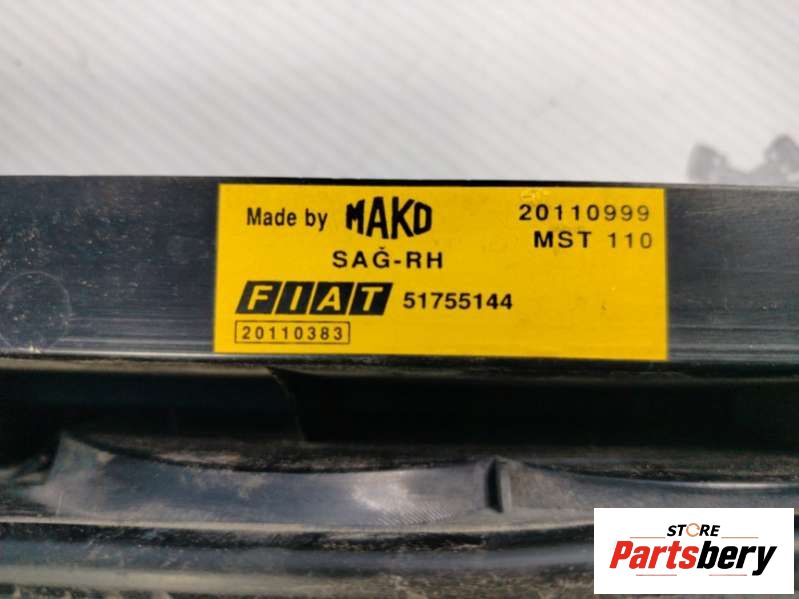 Made by MAKO 20110999
MST 110
SAĞ-RH
FIAT 51755144
20110383
STORE
Partsbery